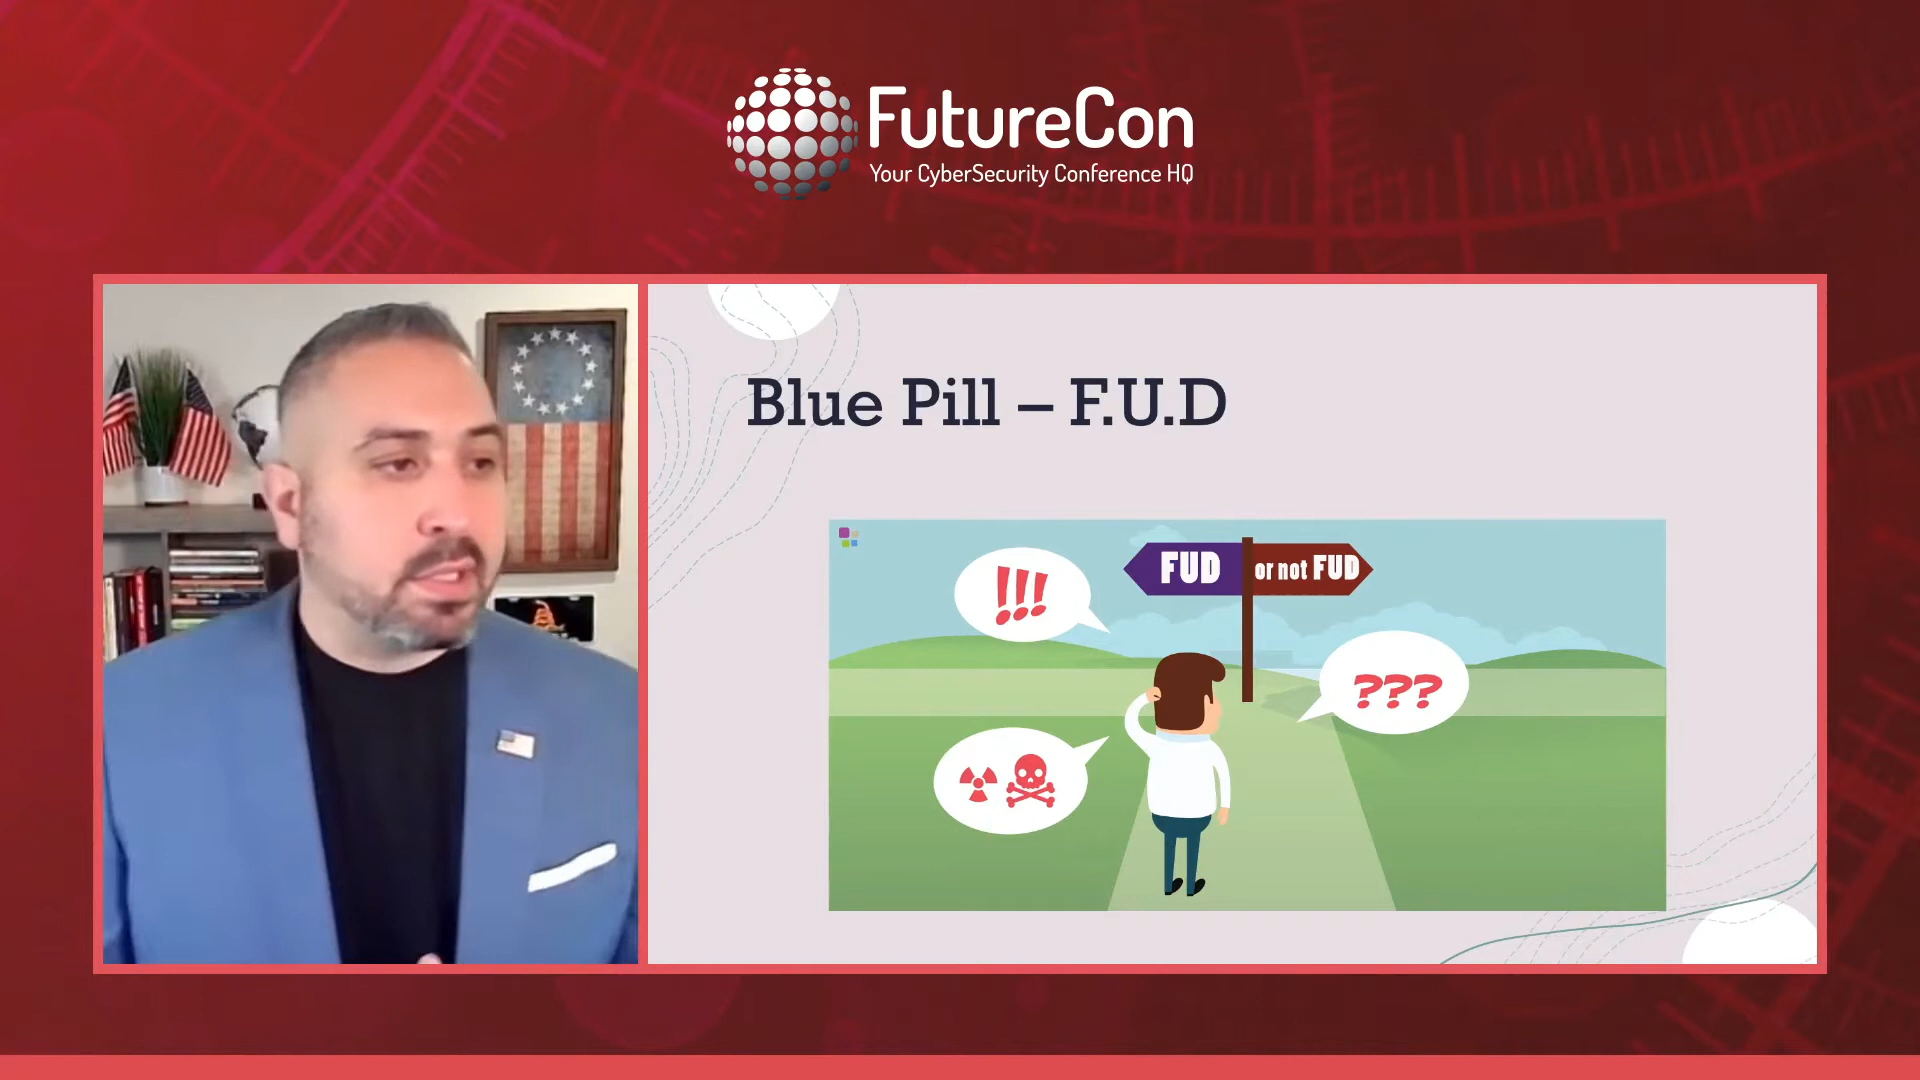 FutureCon
Your CyberSecurity Conference HQ
Blue Pill – F.U.D
FUD
or not FUD
!!!
???